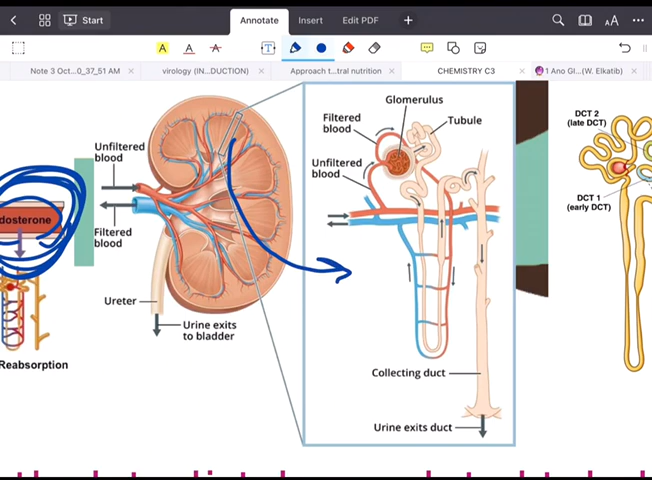 Start
Annotate
Insert
Edit PDF
Note 3 Oct...0_37_51 AM
virology (IN...DUCTION)
Approach t...tral nutrition
CHEMISTRY C3
1 Ano Gl...(W. Elkatib)
dosterone
Reabsorption
Unfiltered
blood
Filtered
blood
Ureter
Urine exits
to bladder
Glomerulus
Filtered
blood
Tubule
Unfiltered
blood
Collecting duct
Urine exits duct
DCT 2
(late DCT)
DCT 1
(early DCT)